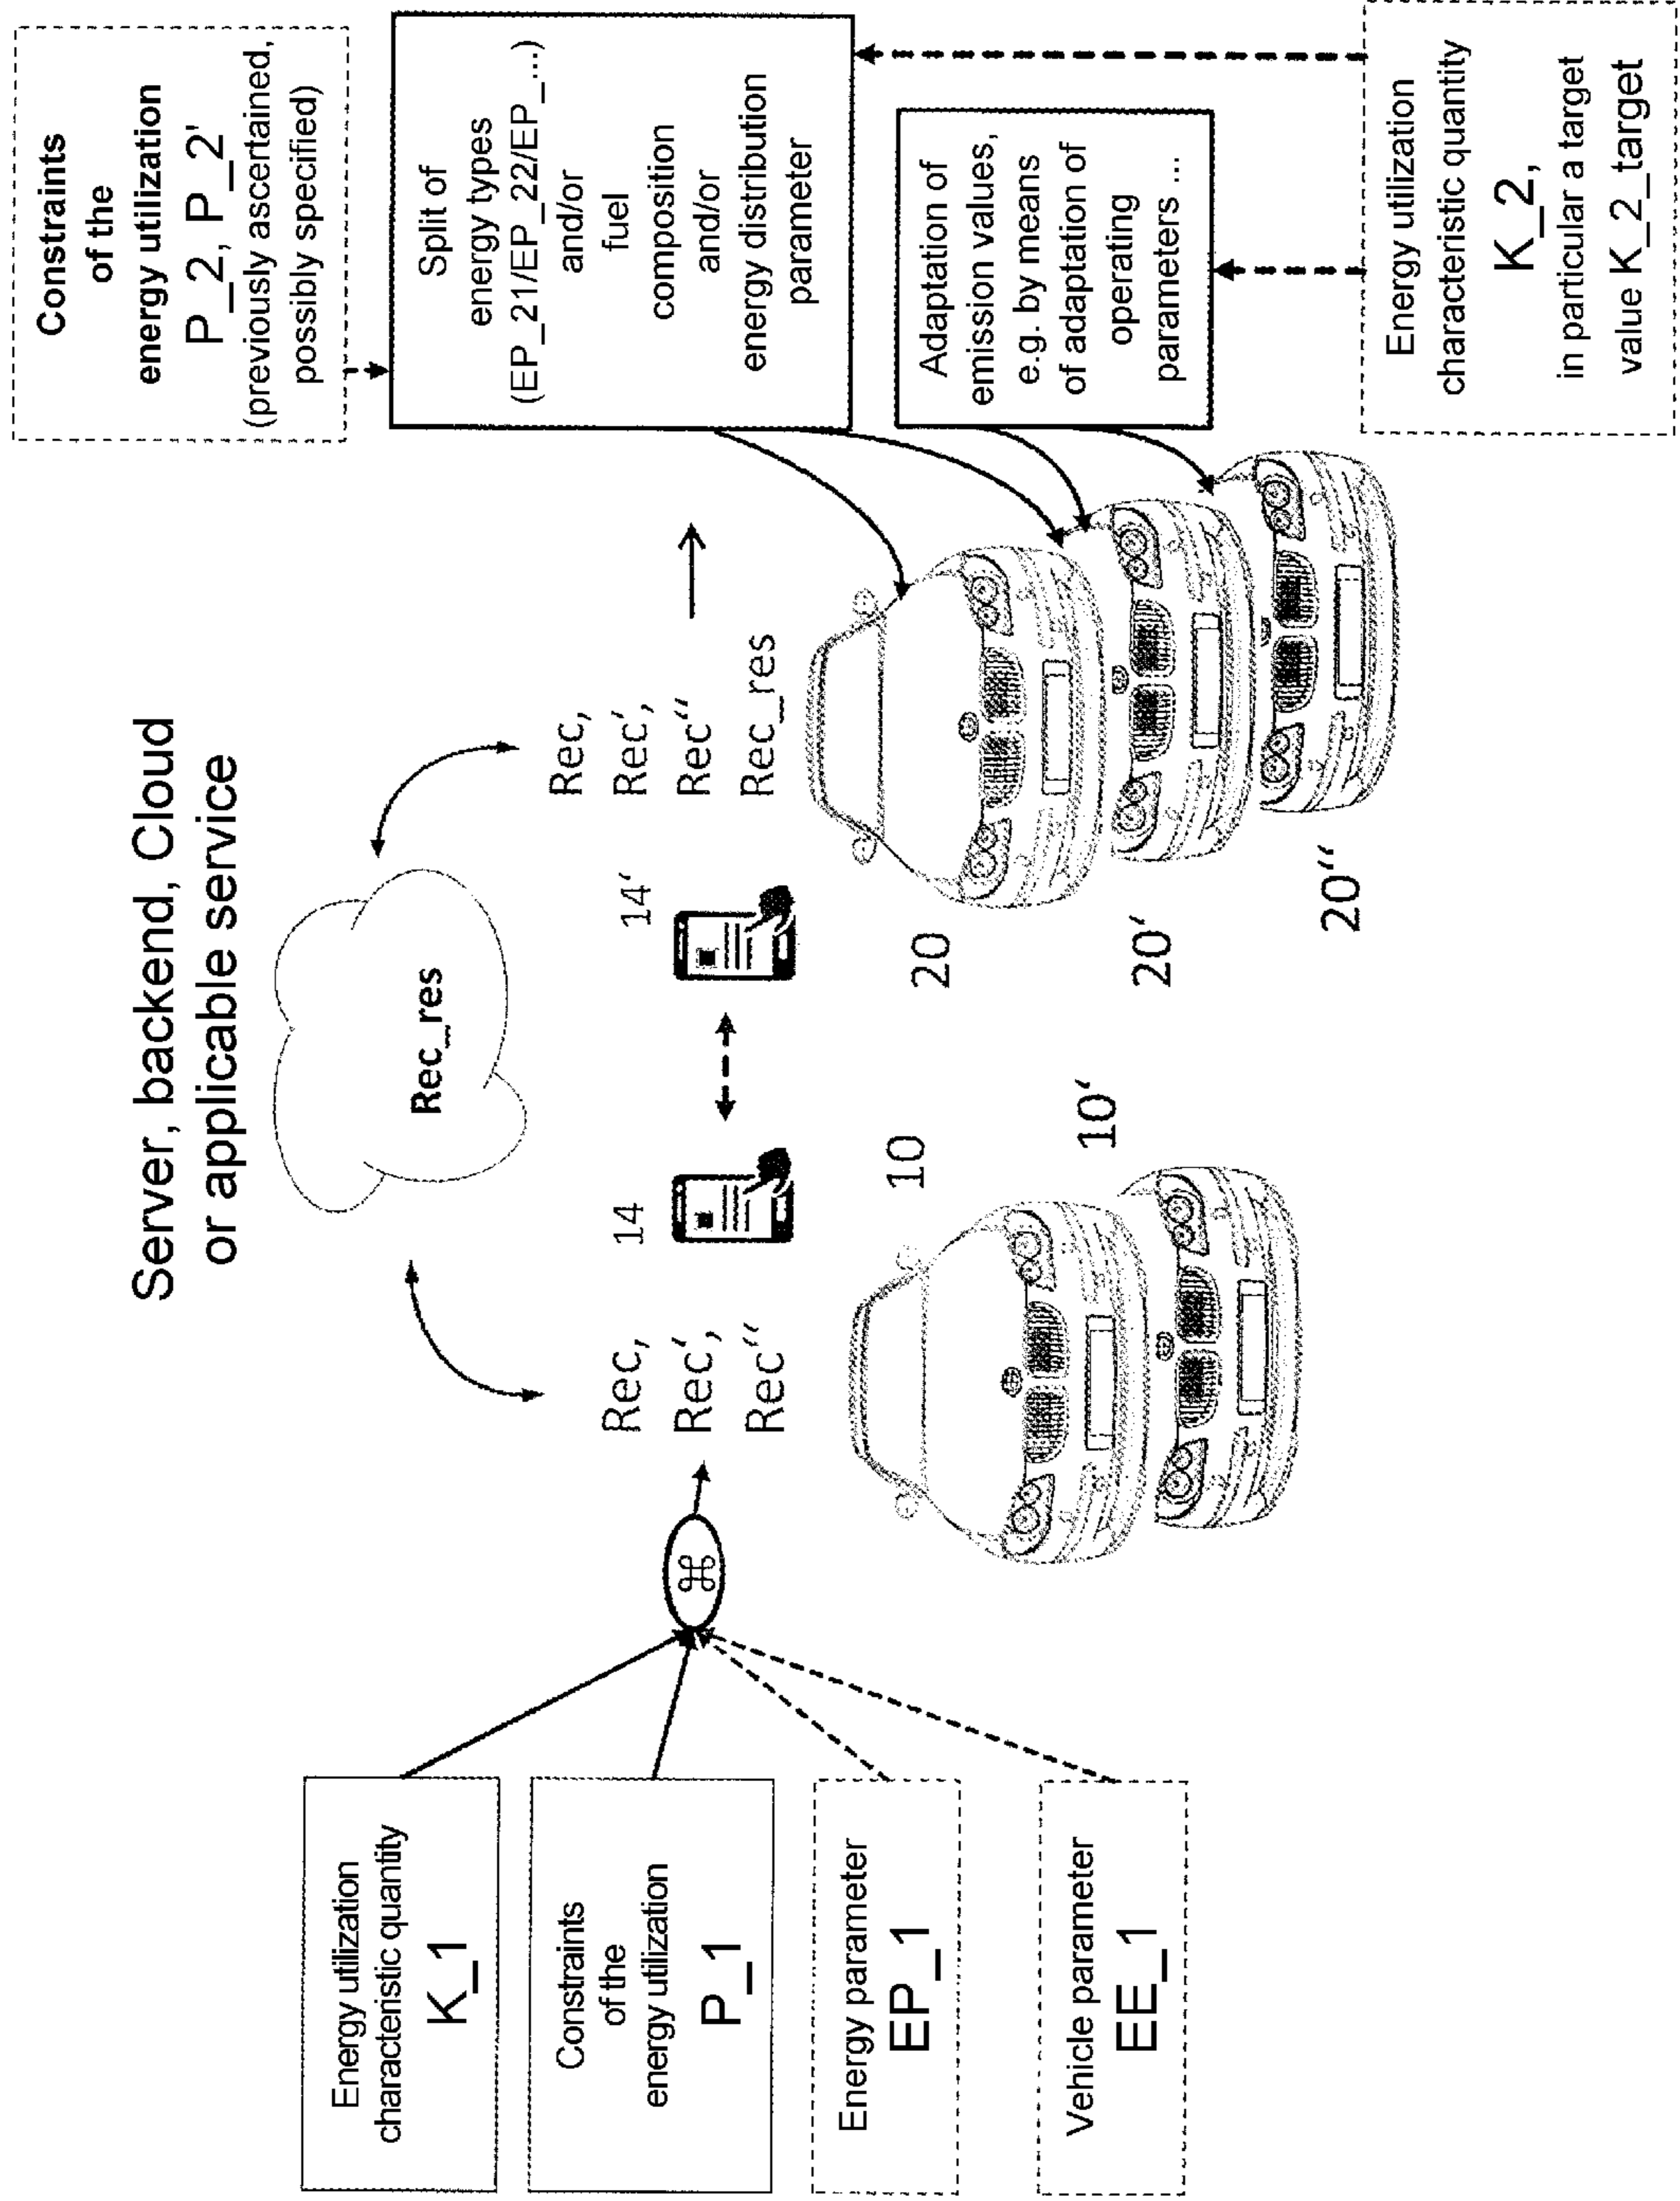 Server, backend, Cloud
or applicable service
Rec_res
Energy utilization
characteristic quantity
K_1
Constraints
of the
energy utilization
P_1
Energy parameter
EP_1
Vehicle parameter
EE_1
⌘
Rec,
Rec‘,
Rec“
14
14‘
10
10‘
Rec,
Rec‘,
Rec“
Rec_res
20
20‘
20“
Constraints
of the
energy utilization
P_2, P_2'
(previously ascertained,
possibly specified)
Split of
energy types
(EP_21/EP_22/EP_...)
and/or
fuel
composition
and/or
energy distribution
parameter
Adaptation of
emission values,
e.g. by means
of adaptation of
operating
parameters ...
Energy utilization
characteristic quantity
K_2,
in particular a target
value K_2_target